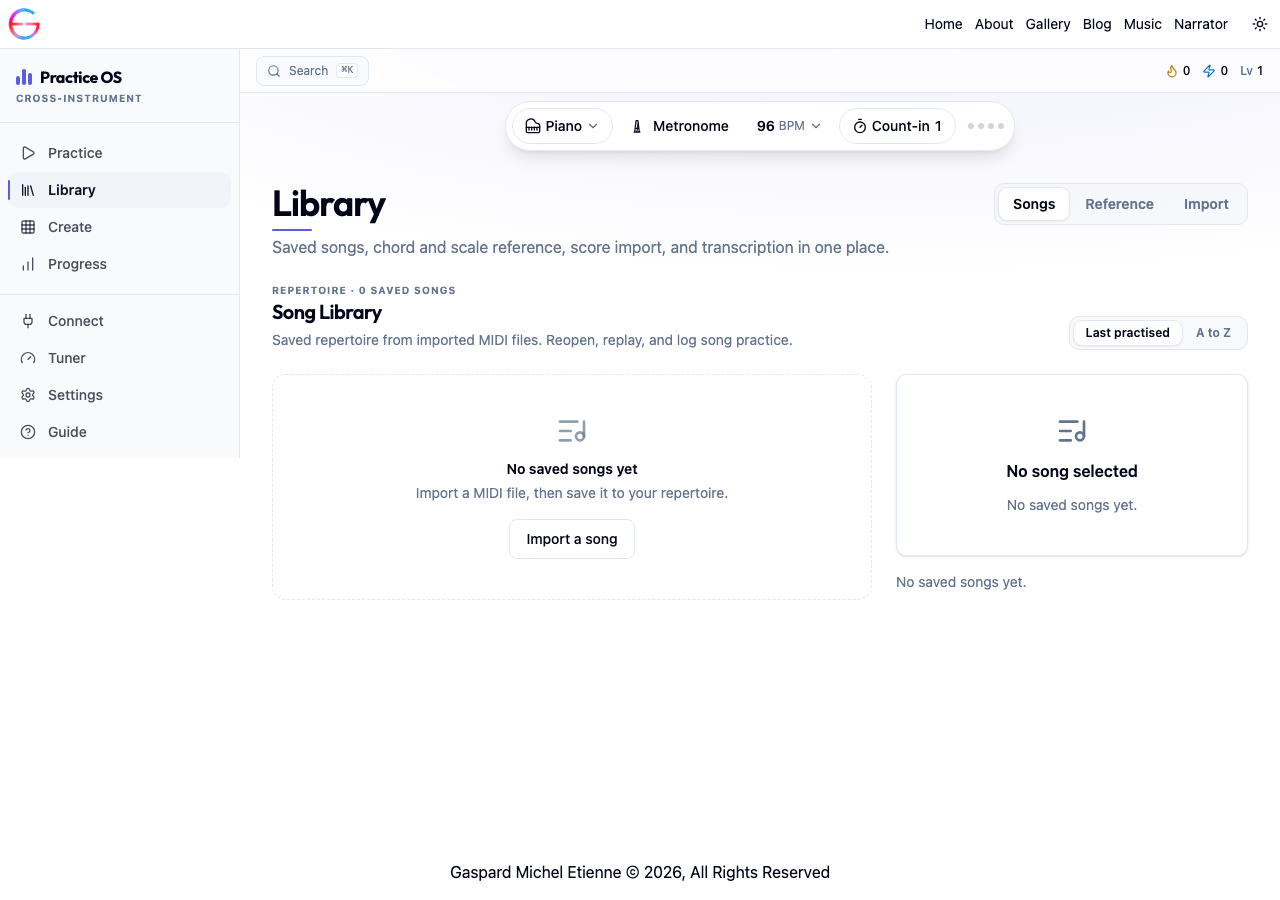 Home About Gallery Blog Music Narrator
Practice OS
CROSS-INSTRUMENT
Search ⌘K
0 0 Lv 1
Piano Metronome 96 BPM Count-in 1
Practice
Library
Create
Progress
Connect
Tuner
Settings
Guide
Library
Songs Reference Import
Saved songs, chord and scale reference, score import, and transcription in one place.
REPERTOIRE · 0 SAVED SONGS
Song Library
Saved repertoire from imported MIDI files. Reopen, replay, and log song practice.
Last practised A to Z
No saved songs yet
Import a MIDI file, then save it to your repertoire.
Import a song
No song selected
No saved songs yet.
No saved songs yet.
Gaspard Michel Etienne © 2026, All Rights Reserved